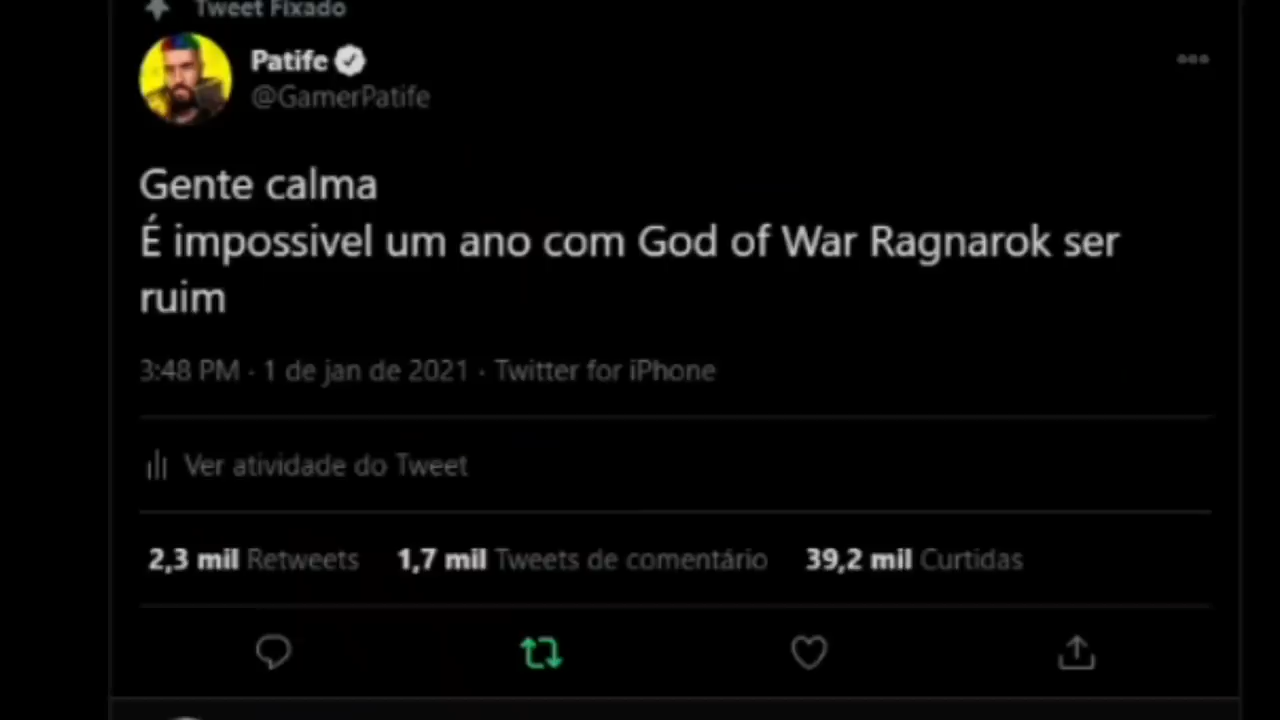 Tweet Fixado
Patife
@GamerPatife
Gente calma
É impossivel um ano com God of War Ragnarok ser
ruim
3:48 PM · 1 de jan de 2021 · Twitter for iPhone
Ver atividade do Tweet
2,3 mil Retweets 1,7 mil Tweets de comentário 39,2 mil Curtidas